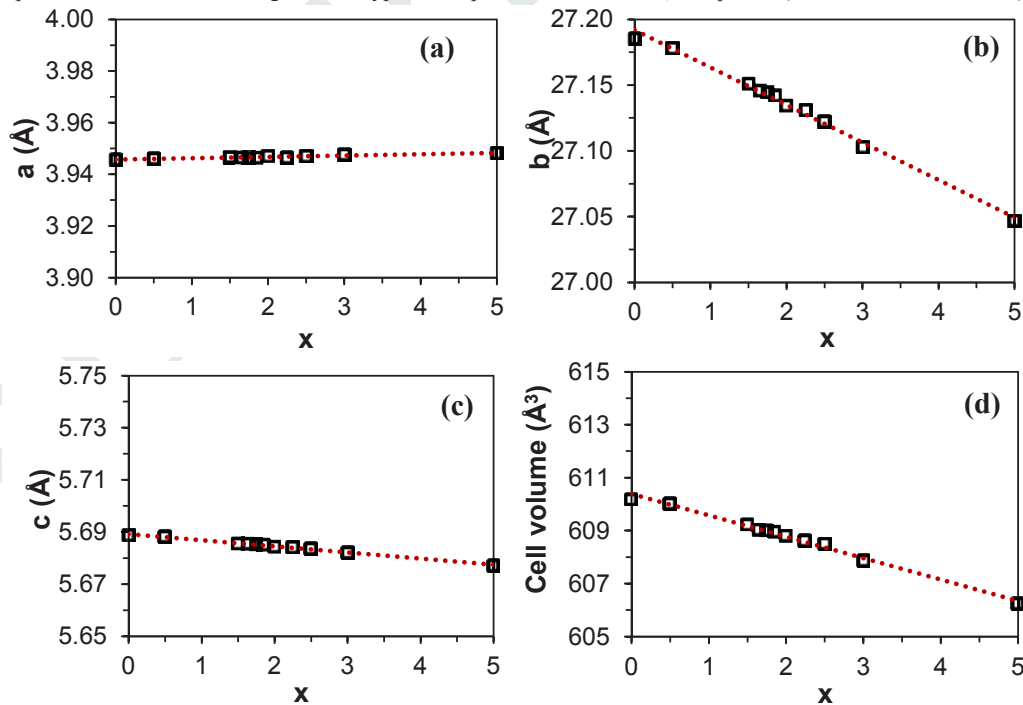 4.00
3.98
3.96
3.94
3.92
3.90
a (Å)
(a)
0 1 2 3 4 5
x
27.20
27.15
27.10
27.05
27.00
b (Å)
(b)
0 1 2 3 4 5
x
5.75
5.73
5.71
5.69
5.67
5.65
c (Å)
(c)
0 1 2 3 4 5
x
615
613
611
609
607
605
Cell volume (Å³)
(d)
0 1 2 3 4 5
x